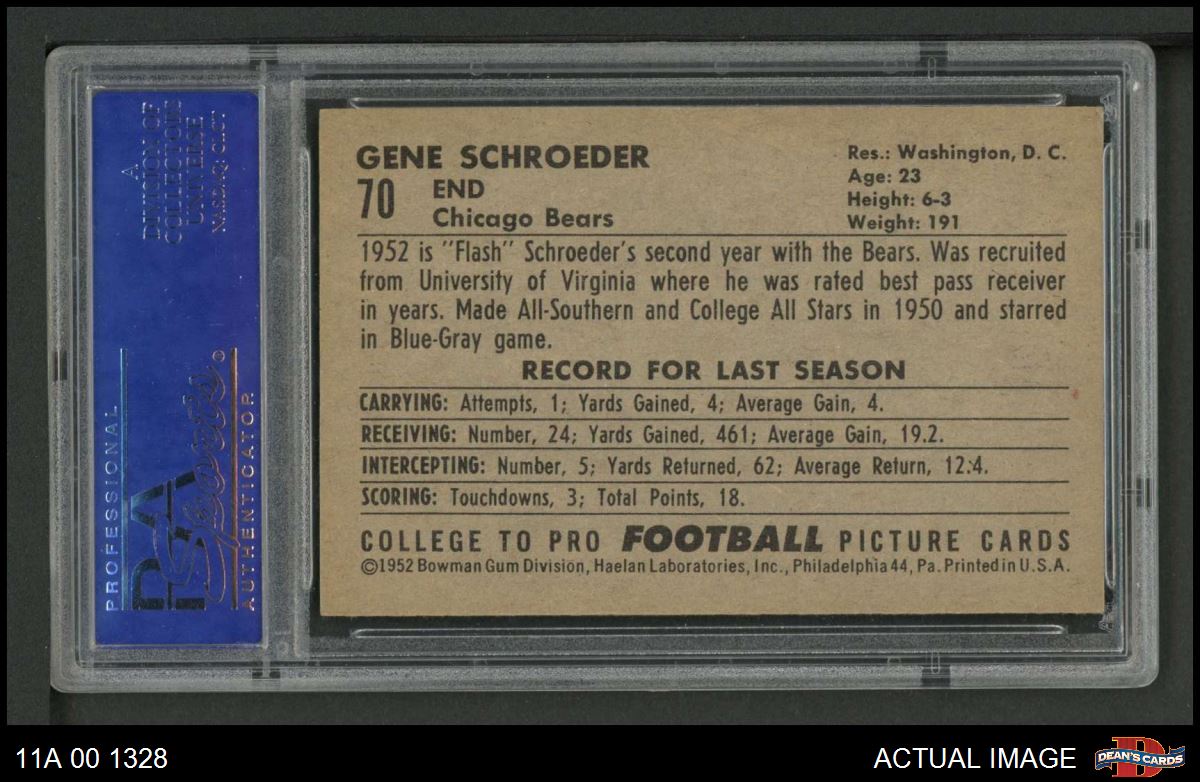 A
DIVISION OF
COLLECTORS
UNIVERSE
NASDAQ: CLCT
PROFESSIONAL
PSA
Sports
®
AUTHENTICATOR
GENE SCHROEDER
70
END
Chicago Bears
Res.: Washington, D. C.
Age: 23
Height: 6-3
Weight: 191
1952 is "Flash" Schroeder's second year with the Bears. Was recruited
from University of Virginia where he was rated best pass receiver
in years. Made All-Southern and College All Stars in 1950 and starred
in Blue-Gray game.
RECORD FOR LAST SEASON
CARRYING: Attempts, 1; Yards Gained, 4; Average Gain, 4.
RECEIVING: Number, 24; Yards Gained, 461; Average Gain, 19.2.
INTERCEPTING: Number, 5; Yards Returned, 62; Average Return, 12.4.
SCORING: Touchdowns, 3; Total Points, 18.
COLLEGE TO PRO FOOTBALL PICTURE CARDS
©1952 Bowman Gum Division, Haelan Laboratories, Inc., Philadelphia 44, Pa. Printed in U.S.A.
11A 00 1328
ACTUAL IMAGE
D
DEAN'S CARDS